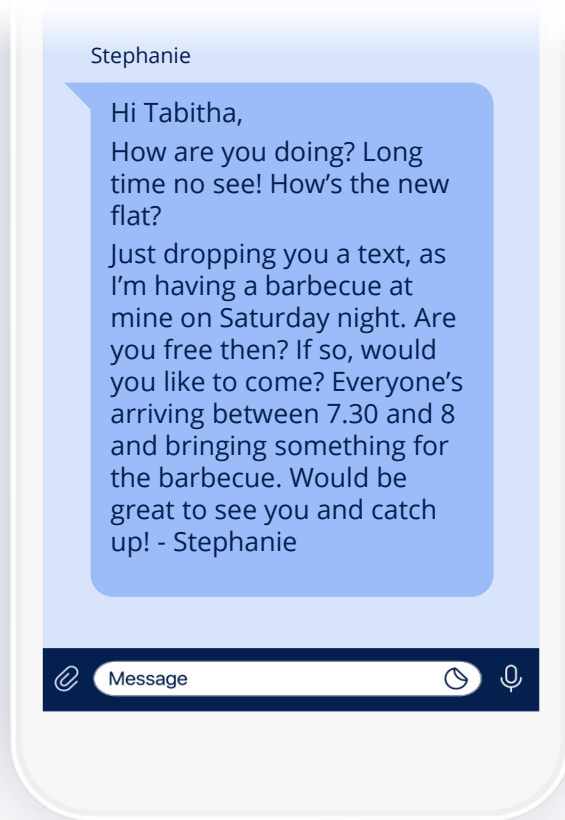 Stephanie
Hi Tabitha,
How are you doing? Long
time no see! How’s the new
flat?
Just dropping you a text, as
I’m having a barbecue at
mine on Saturday night. Are
you free then? If so, would
you like to come? Everyone’s
arriving between 7.30 and 8
and bringing something for
the barbecue. Would be
great to see you and catch
up! - Stephanie
Message